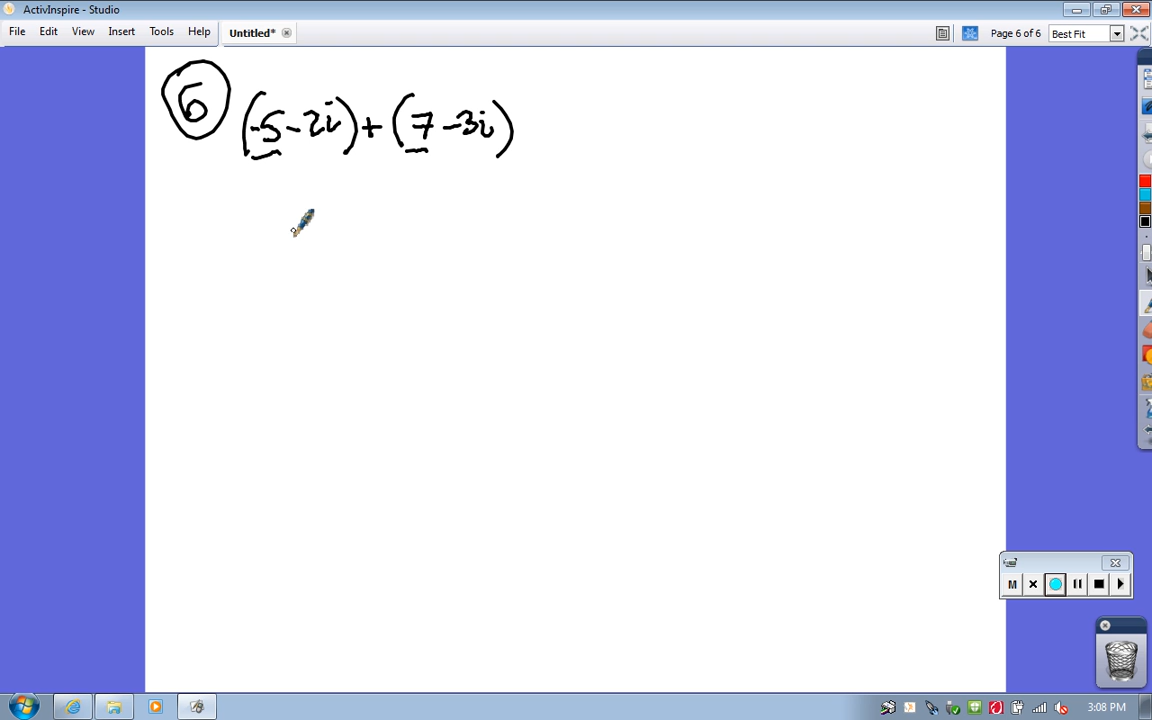 ActivInspire - Studio
File Edit View Insert Tools Help Untitled* Page 6 of 6 Best Fit
6 (-5-2i)+(7-3i)
M
3:08 PM